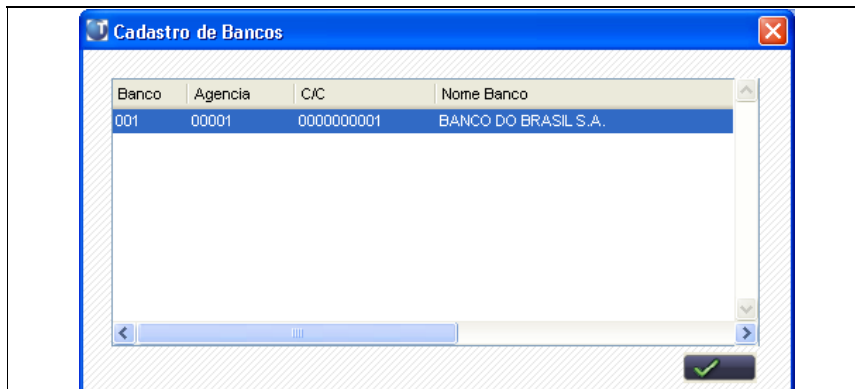 Cadastro de Bancos
Banco Agencia C/C Nome Banco
001 00001 0000000001 BANCO DO BRASIL S.A.